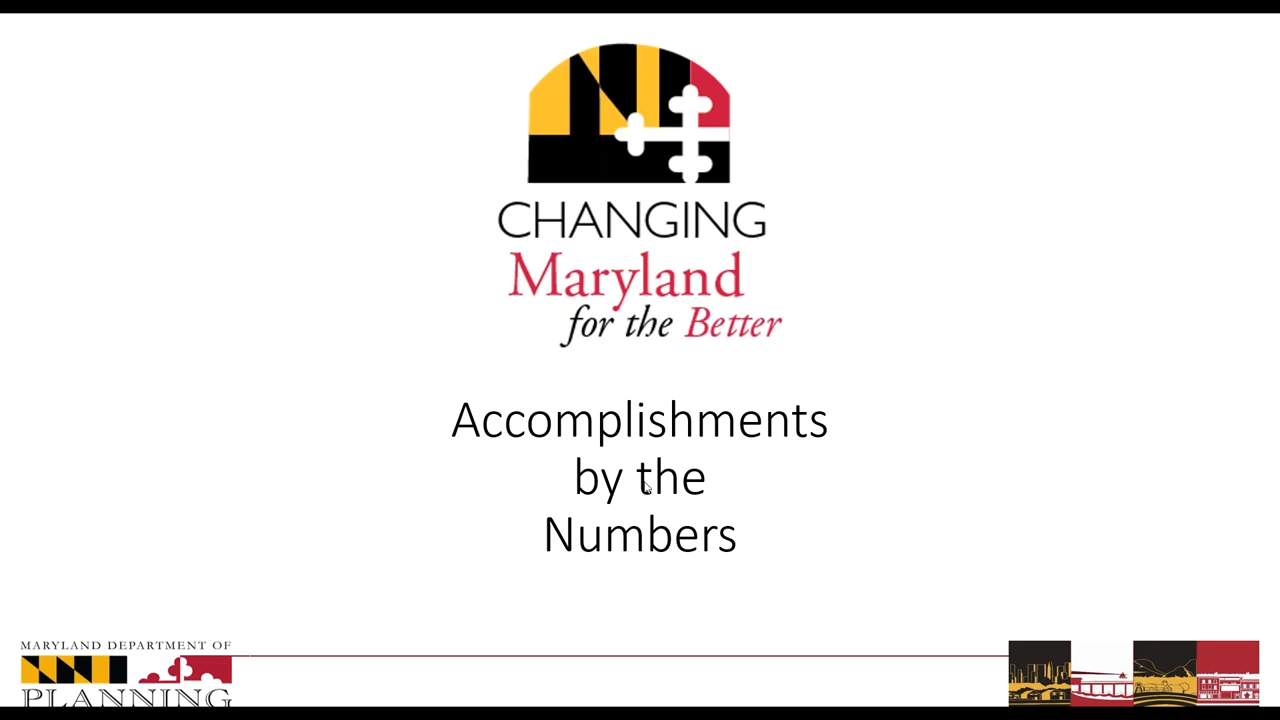 CHANGING
Maryland
for the Better
Accomplishments
by the
Numbers
MARYLAND DEPARTMENT OF
PLANNING